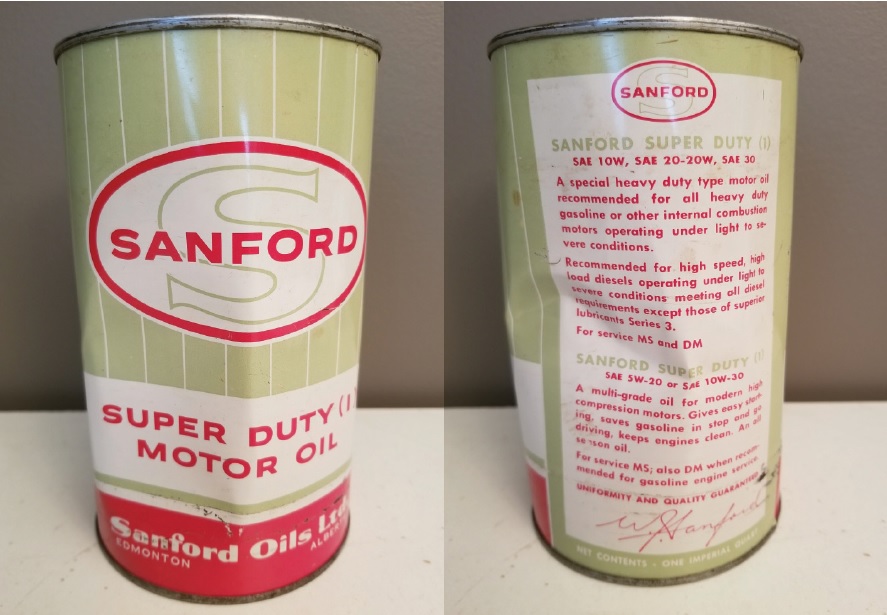 SANFORD
SUPER DUTY (1)
MOTOR OIL
Sanford Oils Ltd
EDMONTON
ALBERTA
SANFORD
SANFORD SUPER DUTY (1)
SAE 10W, SAE 20-20W, SAE 30
A special heavy duty type motor oil
recommended for all heavy duty
gasoline or other internal combustion
motors operating under light to se-
vere conditions.
Recommended for high speed, high
load diesels operating under light to
severe conditions meeting all diesel
requirements except those of superior
lubricants Series 3.
For service MS and DM
SANFORD SUPER DUTY (1)
SAE 5W-20 or SAE 10W-30
A multi-grade oil for modern high
compression motors. Gives easy start-
ing, saves gasoline in stop and go
driving, keeps engines clean. An all
season oil.
For service MS; also DM when recom-
mended for gasoline engine service.
UNIFORMITY AND QUALITY GUARANTEED
W. Sanford
NET CONTENTS - ONE IMPERIAL QUART